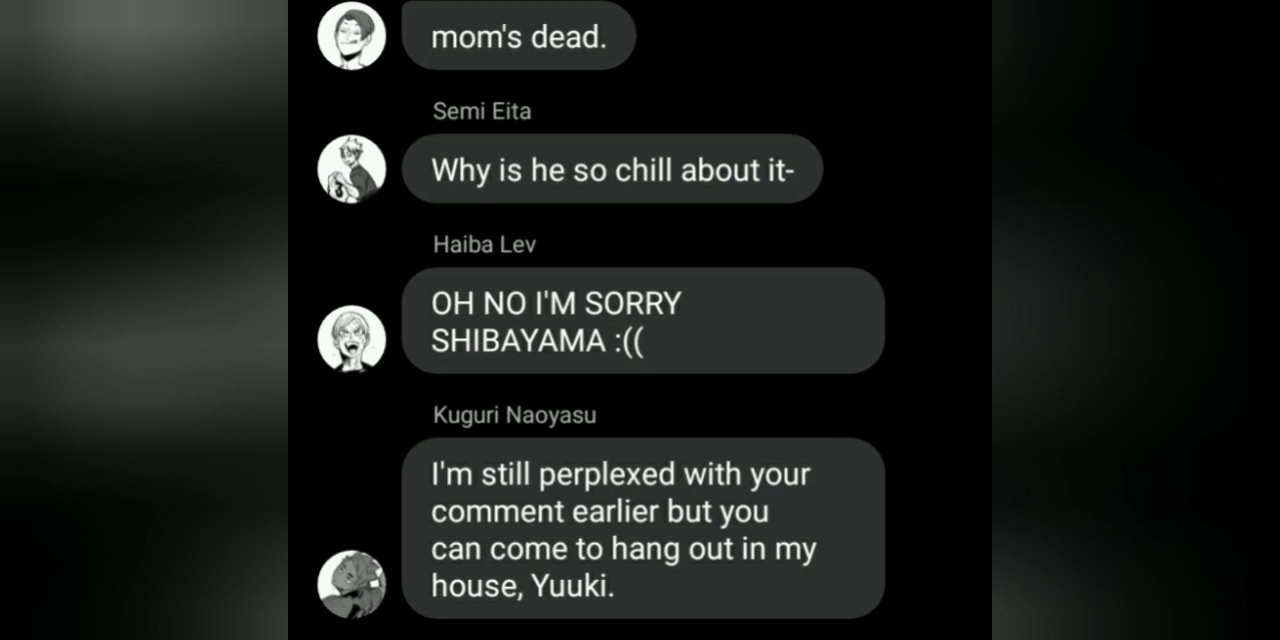 mom's dead.
Semi Eita
Why is he so chill about it-
Haiba Lev
OH NO I'M SORRY
SHIBAYAMA :((
Kuguri Naoyasu
I'm still perplexed with your
comment earlier but you
can come to hang out in my
house, Yuuki.